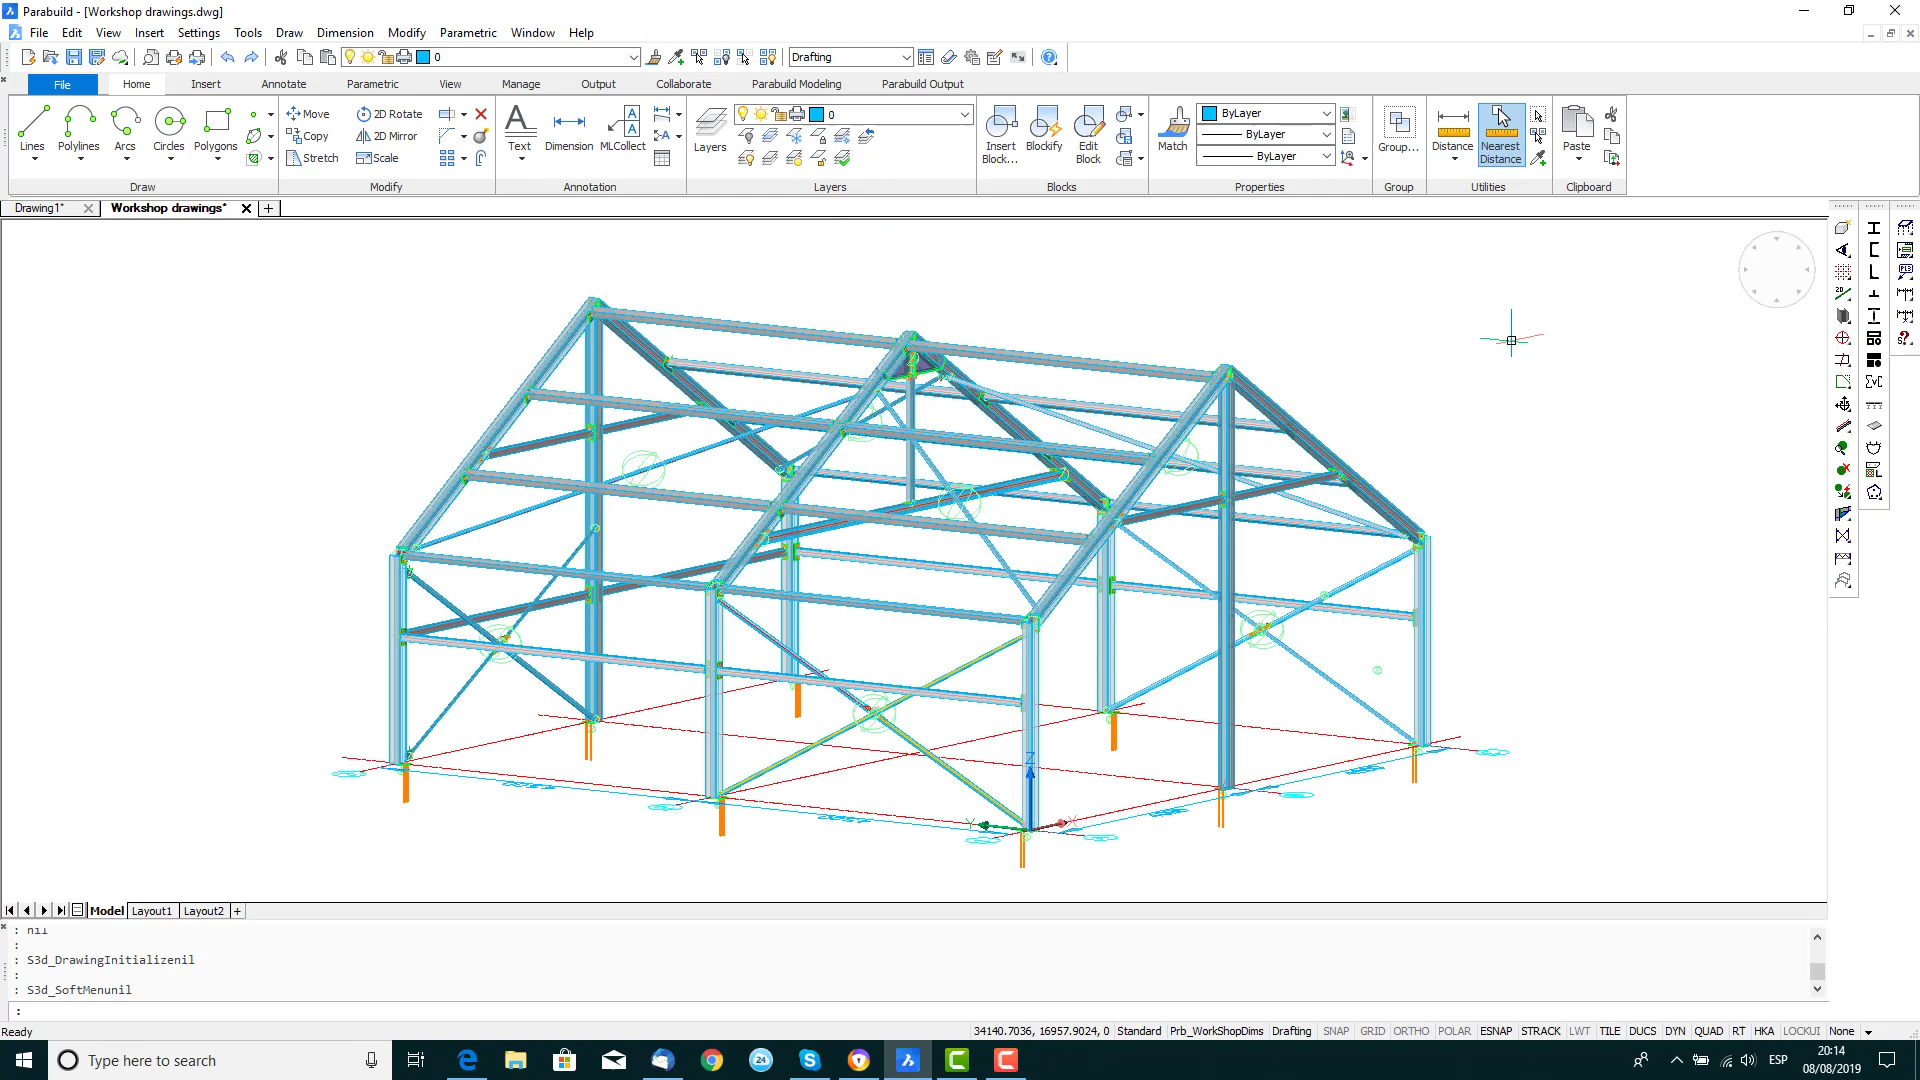 Parabuild - [Workshop drawings.dwg]
File Edit View Insert Settings Tools Draw Dimension Modify Parametric Window Help
0 Drafting
File Home Insert Annotate Parametric View Manage Output Collaborate Parabuild Modeling Parabuild Output
Move 2D Rotate 0 ByLayer
Copy 2D Mirror ByLayer
Lines Polylines Arcs Circles Polygons Text Dimension MLCollect Layers Insert Block... Blockify Edit Block Match Group... Distance Nearest Distance Paste
Stretch Scale ByLayer
Draw Modify Annotation Layers Blocks Properties Group Utilities Clipboard
Drawing1* Workshop drawings*
Z
X
Model Layout1 Layout2
: nil
:
: S3d_DrawingInitializenil
:
: S3d_SoftMenunil
:
Ready 34140.7036, 16957.9024, 0 Standard Prb_WorkShopDims Drafting SNAP GRID ORTHO POLAR ESNAP STRACK LWT TILE DUCS DYN QUAD RT HKA LOCKUI None
Type here to search 24 ESP 20:14
08/08/2019